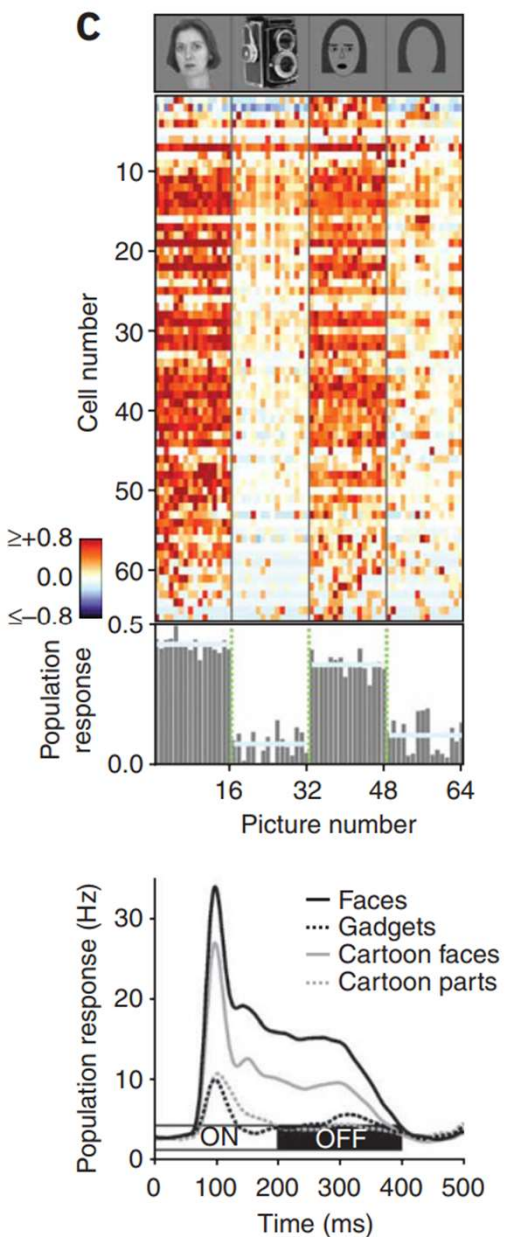 C
10
20
30
40
50
60
Cell number
≥+0.8
0.0
≤−0.8
0.5
0.0
Population
response
16 32 48 64
Picture number
Population response (Hz)
30
20
10
0
Faces
Gadgets
Cartoon faces
Cartoon parts
ON OFF
0 100 200 300 400 500
Time (ms)